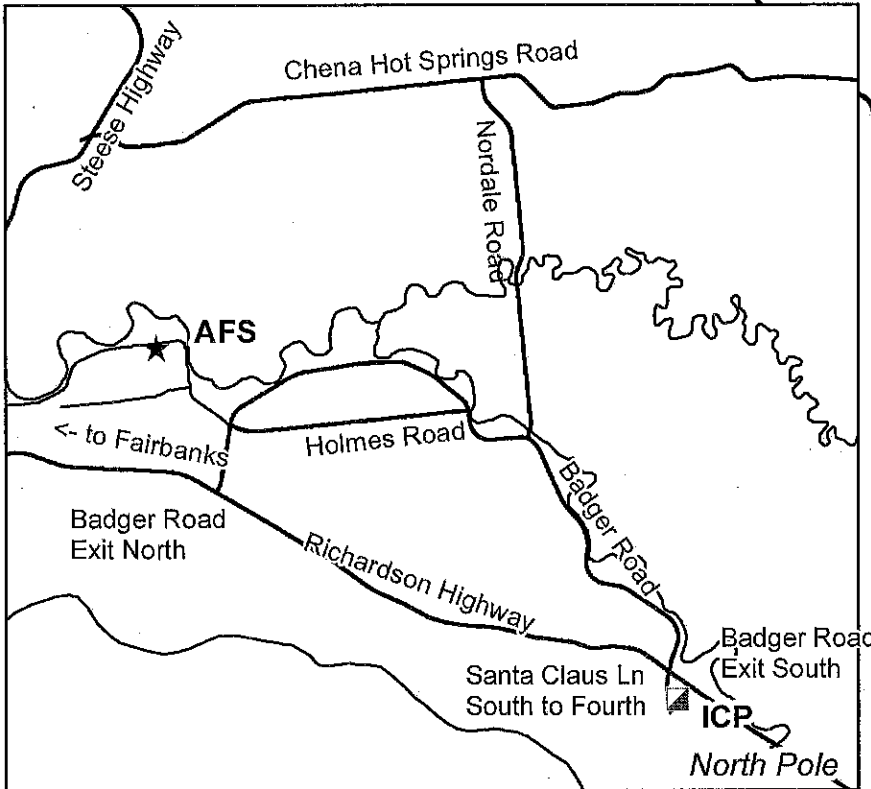 Steese Highway
Chena Hot Springs Road
Nordale Road
AFS
<- to Fairbanks
Holmes Road
Badger Road
Exit North
Badger Road
Richardson Highway
Badger Road
Exit South
Santa Claus Ln
South to Fourth
ICP
North Pole